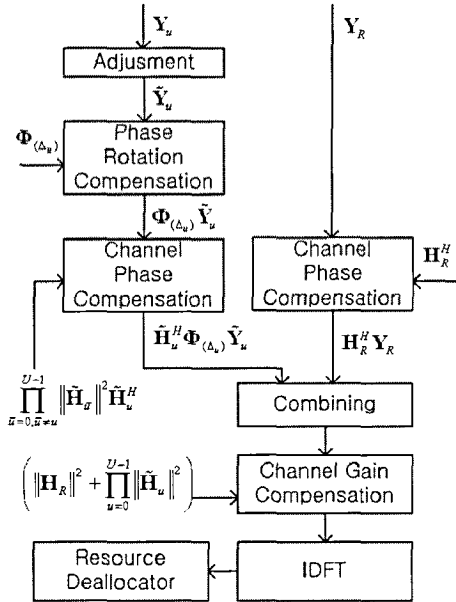 Y_u
Y_R
Adjusment
Ỹ_u
Φ_(Δ_u)
Phase
Rotation
Compensation
Φ_(Δ_u) Ỹ_u
Channel
Phase
Compensation
Channel
Phase
Compensation
H_R^H
H̃_u^H Φ_(Δ_u) Ỹ_u
H_R^H Y_R
∏_{ū=0,ū≠u}^{U-1} ‖H̃_ū‖² H̃_u^H
Combining
(‖H_R‖² + ∏_{u=0}^{U-1} ‖H̃_u‖²)
Channel Gain
Compensation
Resource
Deallocator
IDFT